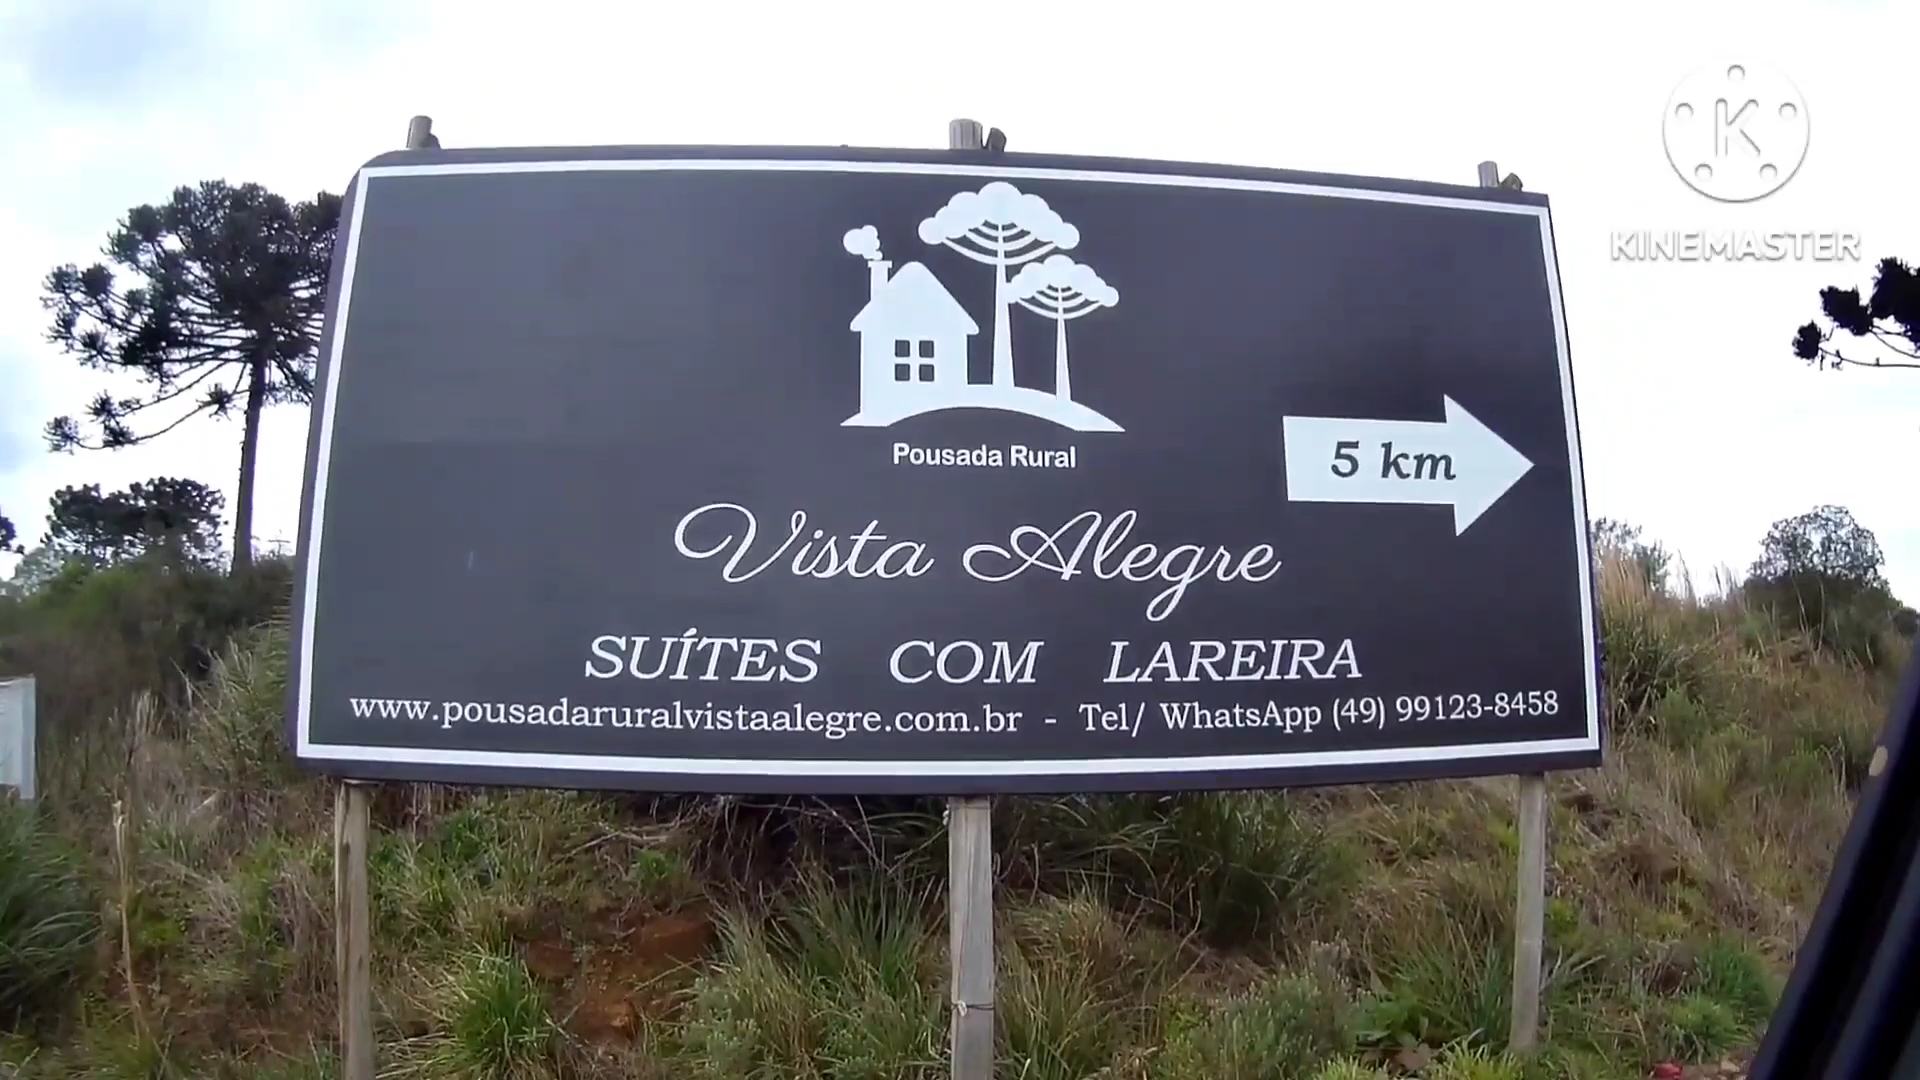 K
KINEMASTER
Pousada Rural
5 km
Vista Alegre
SUÍTES COM LAREIRA
www.pousadaruralvistaalegre.com.br - Tel/ WhatsApp (49) 99123-8458